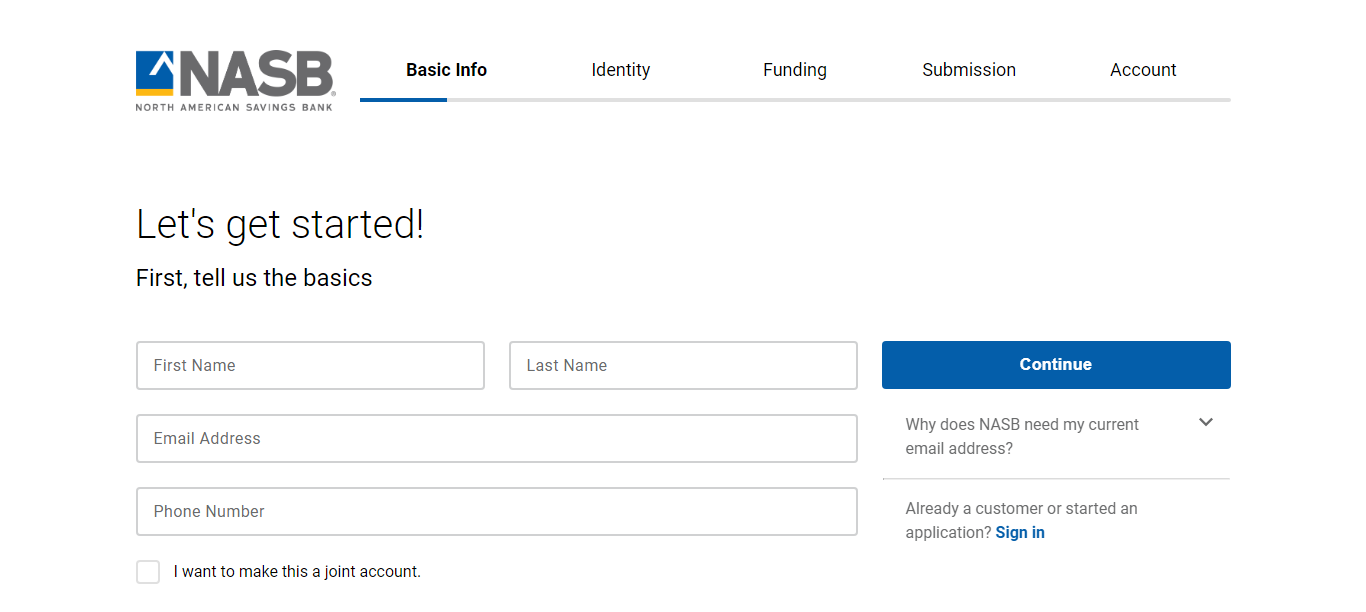 NASB®
NORTH AMERICAN SAVINGS BANK
Basic Info
Identity
Funding
Submission
Account
Let's get started!
First, tell us the basics
First Name
Last Name
Continue
Email Address
Why does NASB need my current
email address?
Phone Number
Already a customer or started an
application? Sign in
I want to make this a joint account.